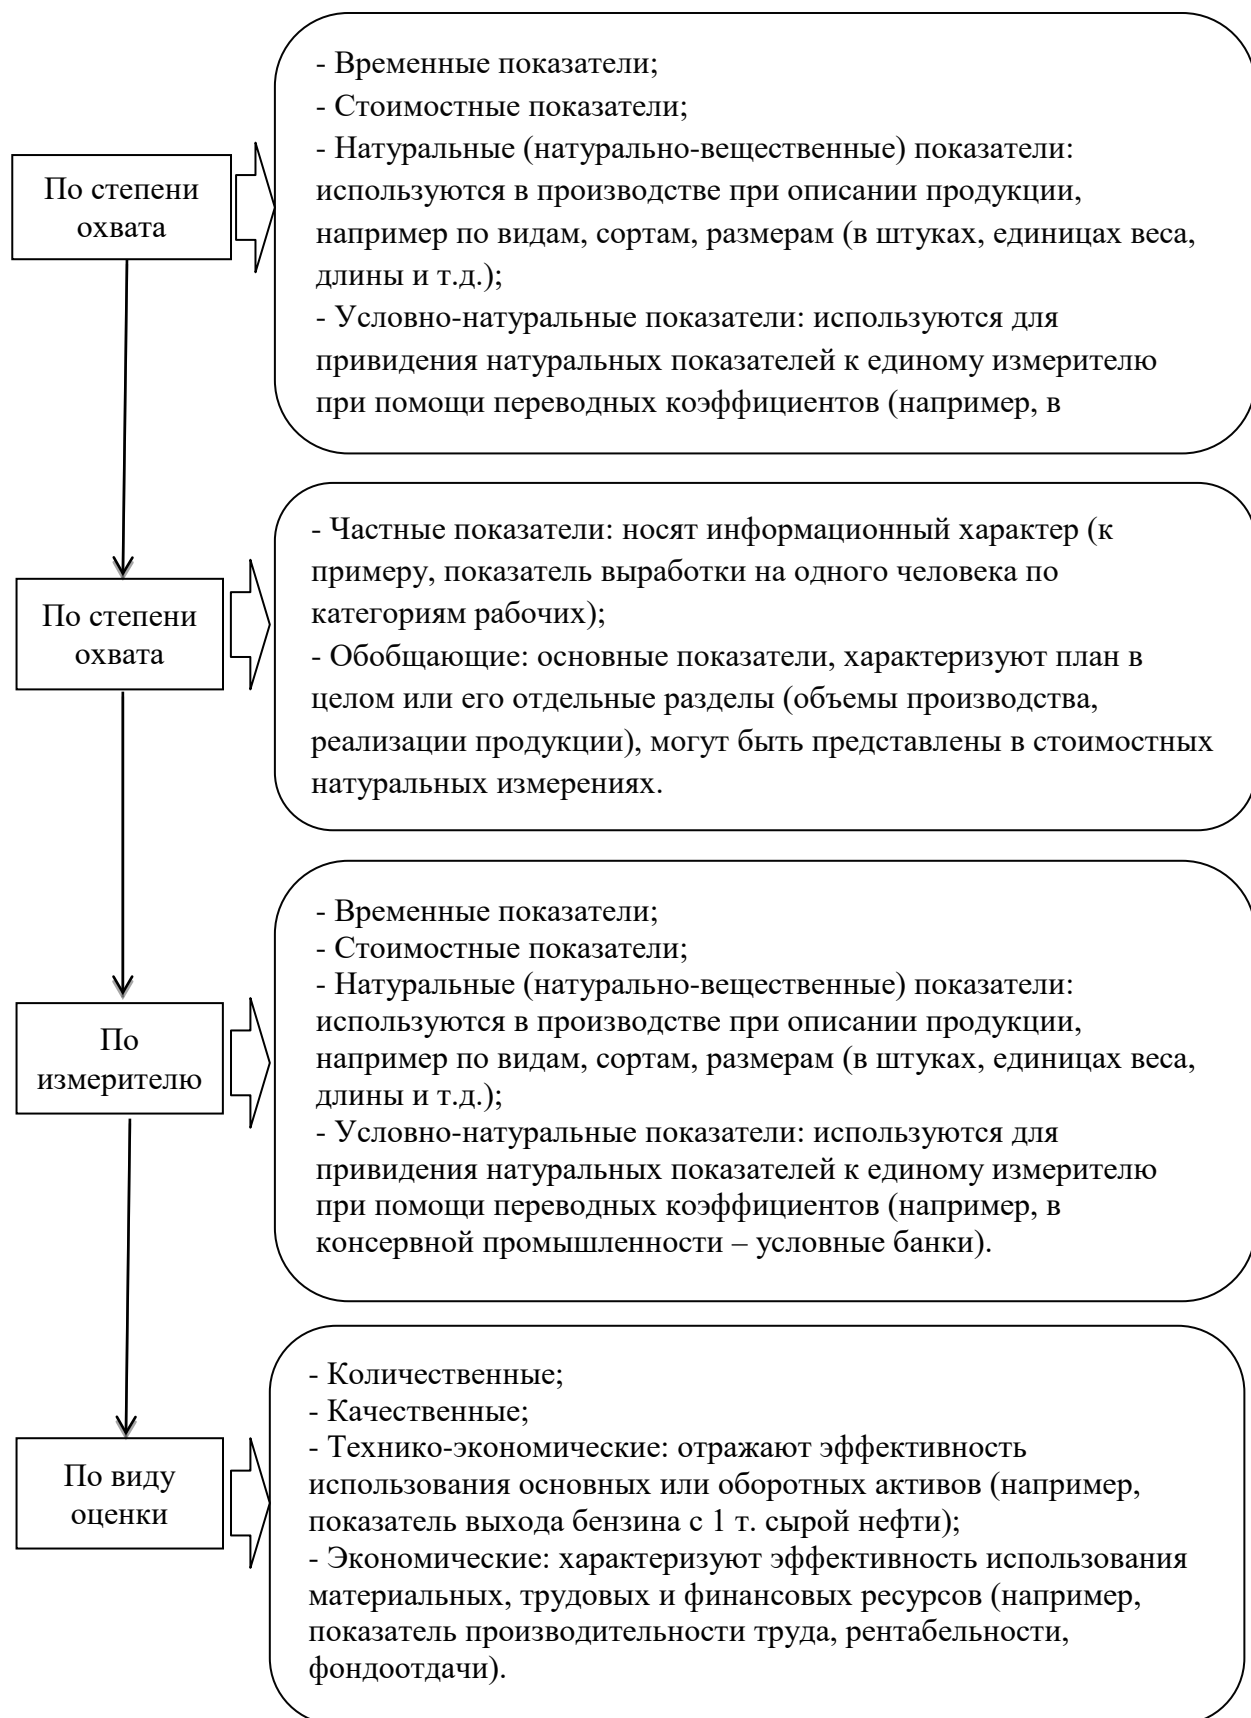 По степени
охвата
- Временные показатели;
- Стоимостные показатели;
- Натуральные (натурально-вещественные) показатели:
используются в производстве при описании продукции,
например по видам, сортам, размерам (в штуках, единицах веса,
длины и т.д.);
- Условно-натуральные показатели: используются для
привидения натуральных показателей к единому измерителю
при помощи переводных коэффициентов (например, в
По степени
охвата
- Частные показатели: носят информационный характер (к
примеру, показатель выработки на одного человека по
категориям рабочих);
- Обобщающие: основные показатели, характеризуют план в
целом или его отдельные разделы (объемы производства,
реализации продукции), могут быть представлены в стоимостных
натуральных измерениях.
По
измерителю
- Временные показатели;
- Стоимостные показатели;
- Натуральные (натурально-вещественные) показатели:
используются в производстве при описании продукции,
например по видам, сортам, размерам (в штуках, единицах веса,
длины и т.д.);
- Условно-натуральные показатели: используются для
привидения натуральных показателей к единому измерителю
при помощи переводных коэффициентов (например, в
консервной промышленности – условные банки).
По виду
оценки
- Количественные;
- Качественные;
- Технико-экономические: отражают эффективность
использования основных или оборотных активов (например,
показатель выхода бензина с 1 т. сырой нефти);
- Экономические: характеризуют эффективность использования
материальных, трудовых и финансовых ресурсов (например,
показатель производительности труда, рентабельности,
фондоотдачи).